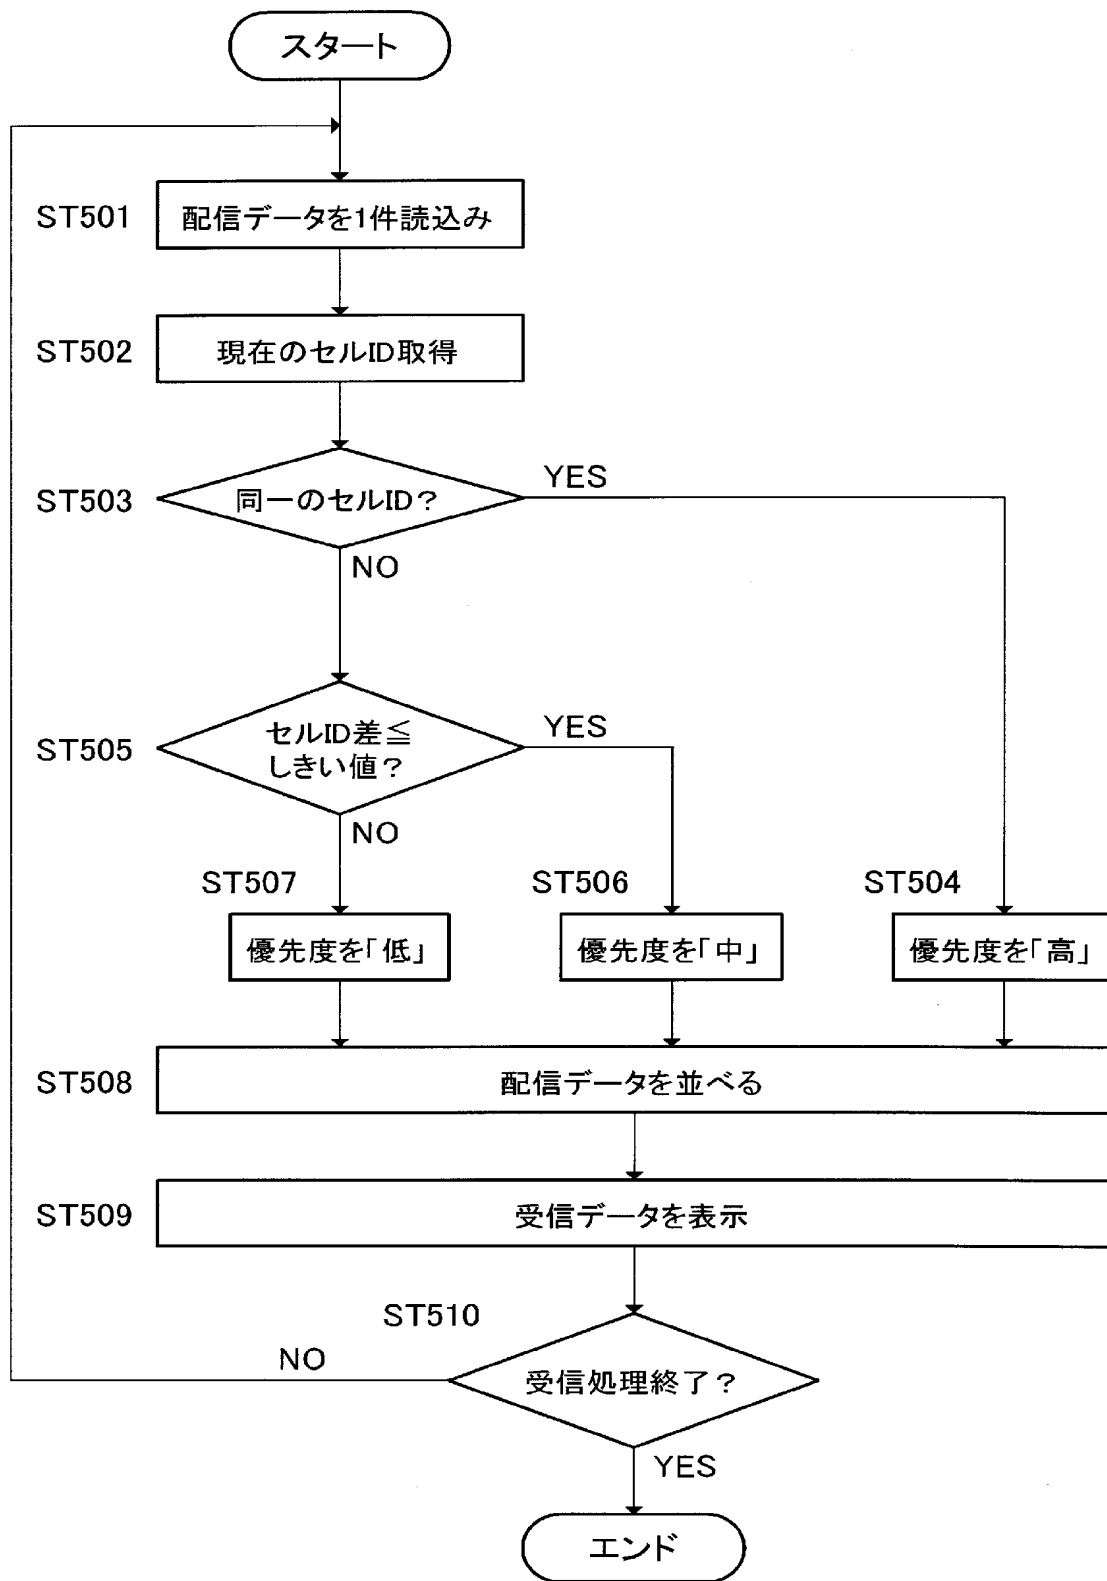 スタート
ST501
配信データを1件読込み
ST502
現在のセルID取得
ST503
同一のセルID?
YES
NO
ST505
セルID差≦
しきい値?
YES
NO
ST507
ST506
ST504
優先度を「低」
優先度を「中」
優先度を「高」
ST508
配信データを並べる
ST509
受信データを表示
ST510
NO
受信処理終了?
YES
エンド